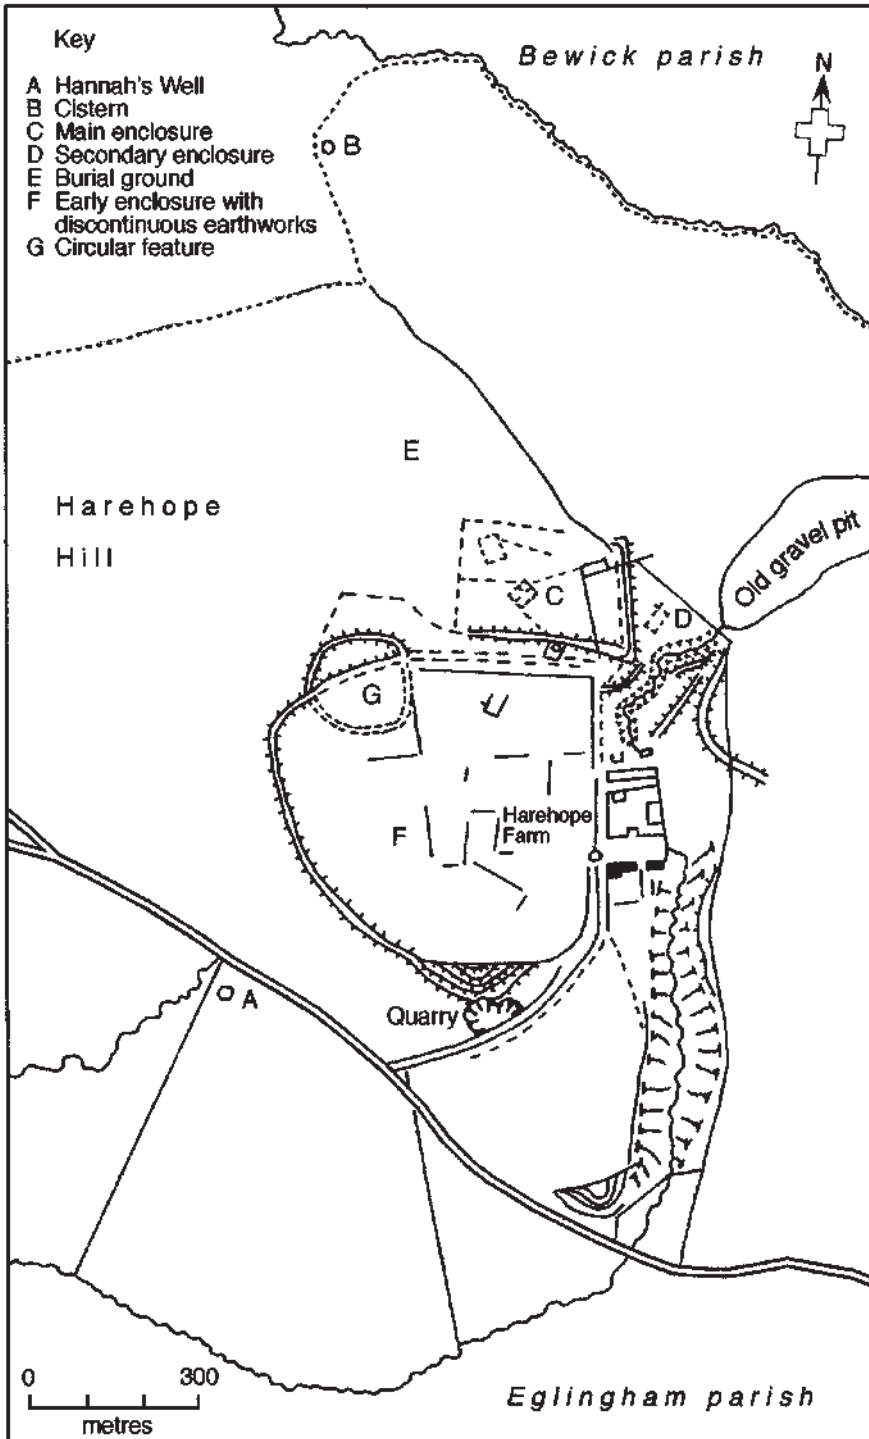 Key
A Hannah's Well
B Cistern
C Main enclosure
D Secondary enclosure
E Burial ground
F Early enclosure with
discontinuous earthworks
G Circular feature
Bewick parish
N
B
E
Harehope
Hill
Old gravel pit
C
D
G
Harehope
Farm
F
A
Quarry
0 300
metres
Eglingham parish